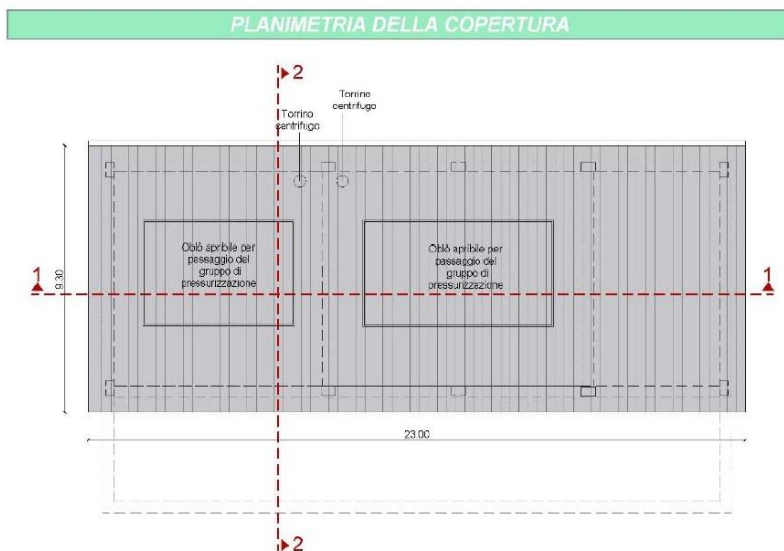 PLANIMETRIA DELLA COPERTURA
2
Torrino
centrifugo
Torrino
centrifugo
Oblò apribile per
passaggio del
gruppo di
pressurizzazione
Oblò apribile per
passaggio del
gruppo di
pressurizzazione
1
1
9.30
23.00
2